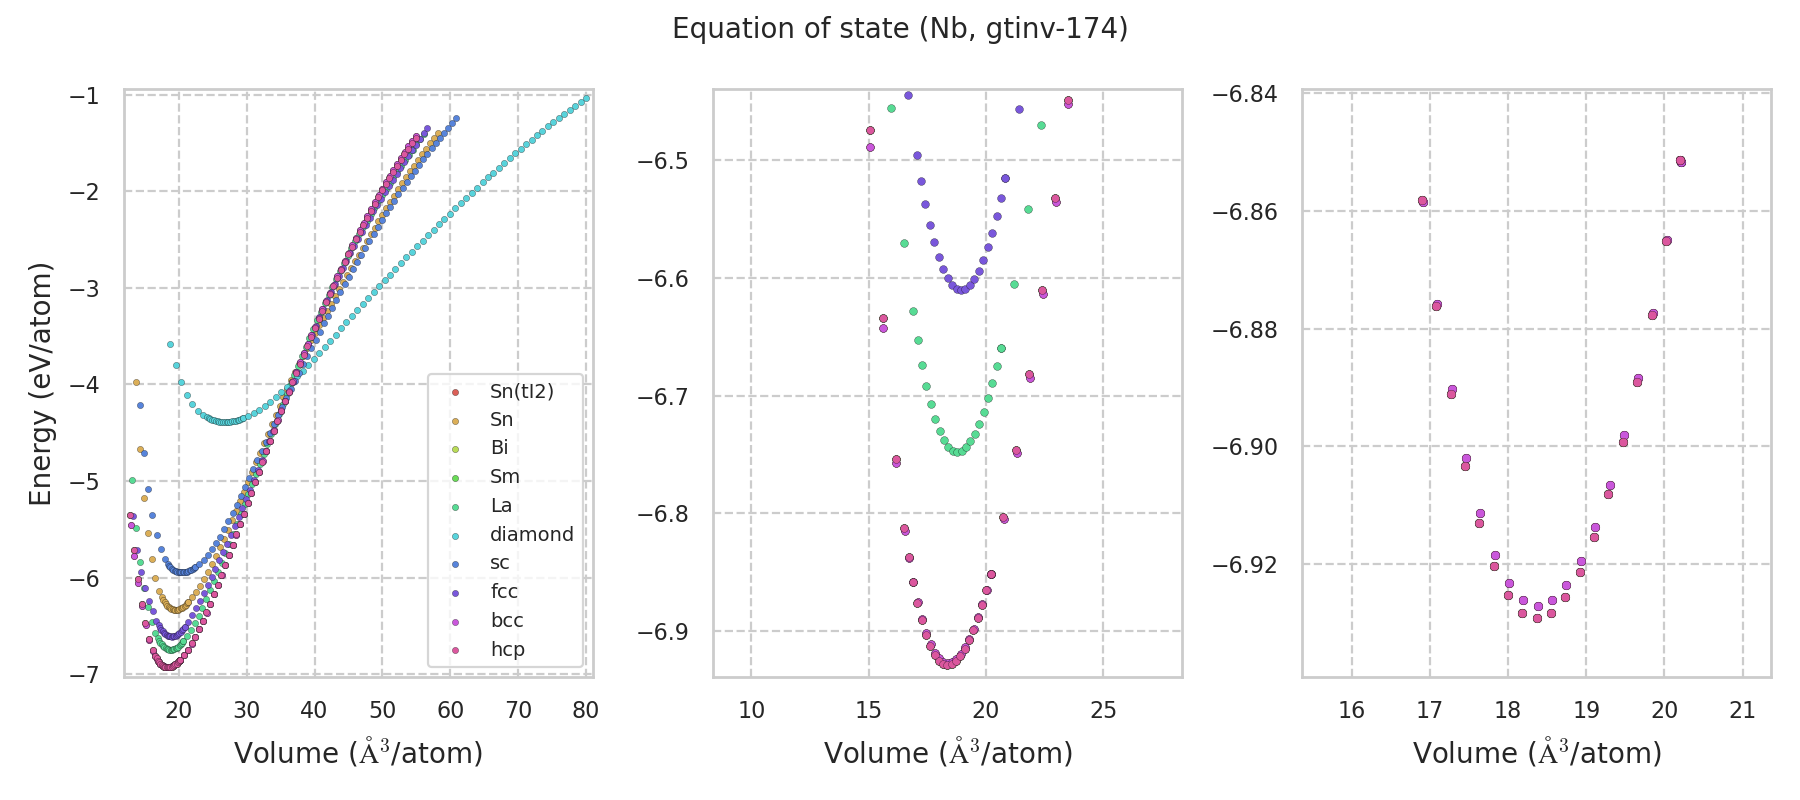 Equation of state (Nb, gtinv-174)
Energy (eV/atom)
−1
−2
−3
−4
−5
−6
−7
20 30 40 50 60 70 80
Volume (Å³/atom)
Sn(tI2)
Sn
Bi
Sm
La
diamond
sc
fcc
bcc
hcp
−6.5
−6.6
−6.7
−6.8
−6.9
10 15 20 25
Volume (Å³/atom)
−6.84
−6.86
−6.88
−6.90
−6.92
16 17 18 19 20 21
Volume (Å³/atom)